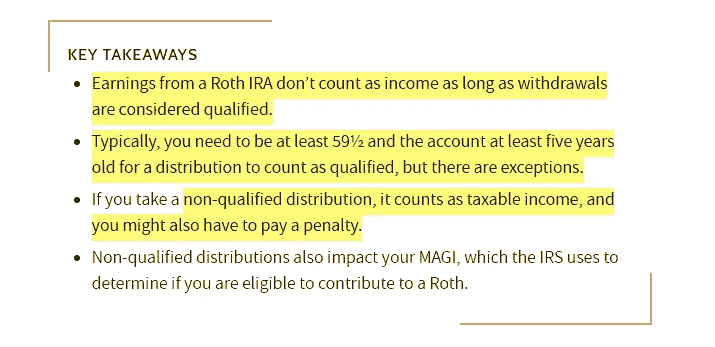 KEY TAKEAWAYS
• Earnings from a Roth IRA don’t count as income as long as withdrawals
are considered qualified.
• Typically, you need to be at least 59½ and the account at least five years
old for a distribution to count as qualified, but there are exceptions.
• If you take a non-qualified distribution, it counts as taxable income, and
you might also have to pay a penalty.
• Non-qualified distributions also impact your MAGI, which the IRS uses to
determine if you are eligible to contribute to a Roth.